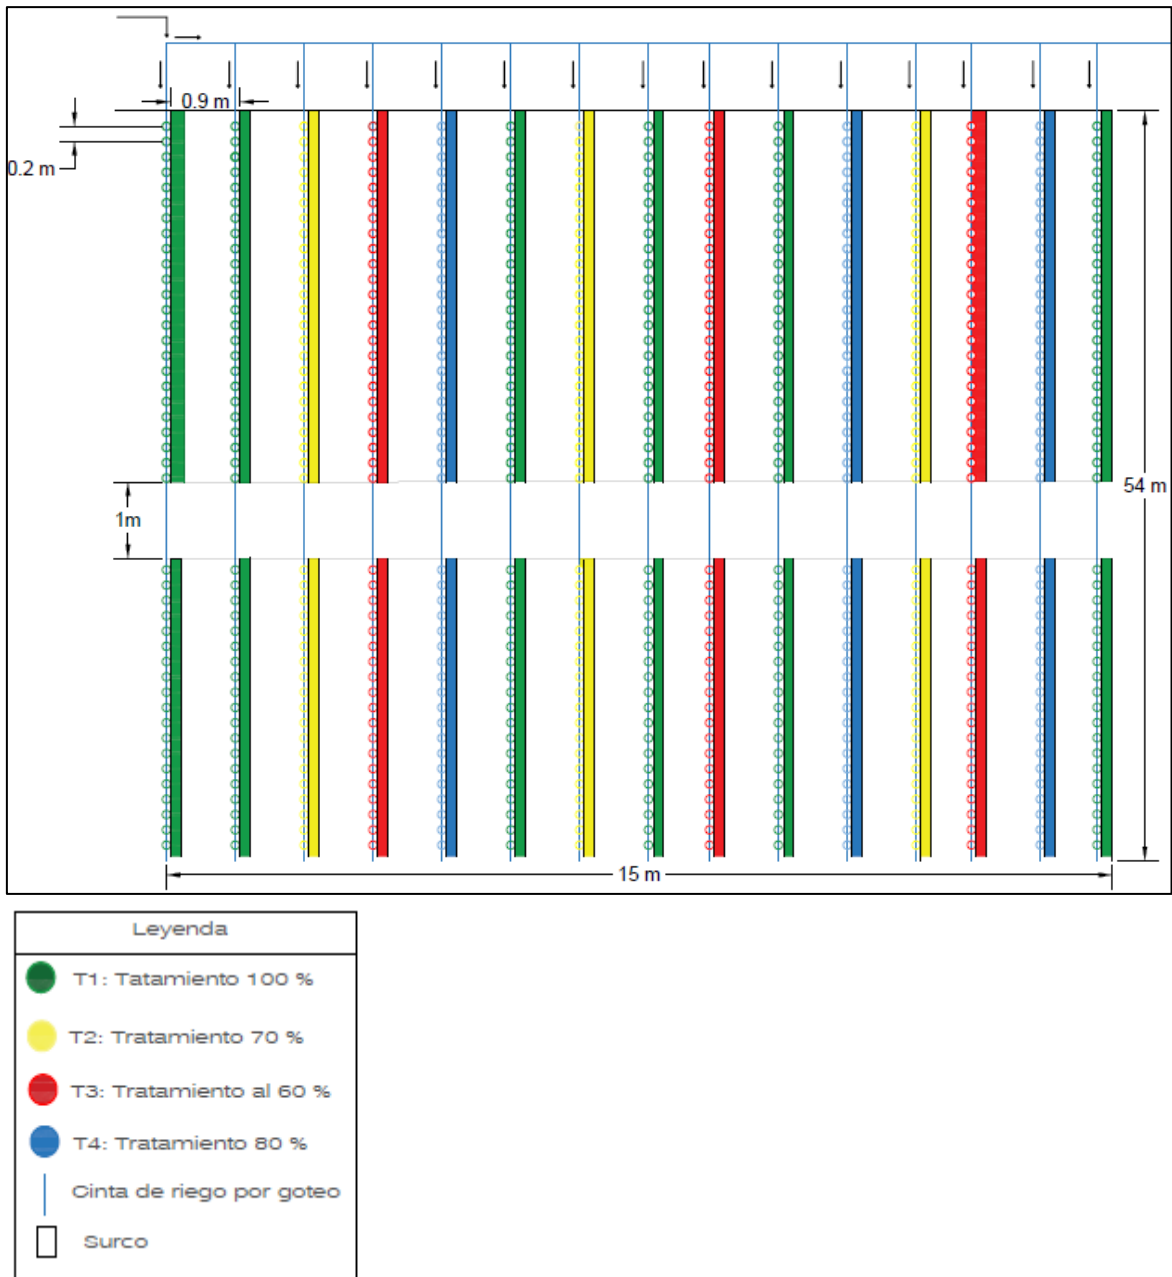 0.9 m
0.2 m
54 m
1m
15 m
Leyenda
T1: Tatamiento 100 %
T2: Tratamiento 70 %
T3: Tratamiento al 60 %
T4: Tratamiento 80 %
Cinta de riego por goteo
Surco